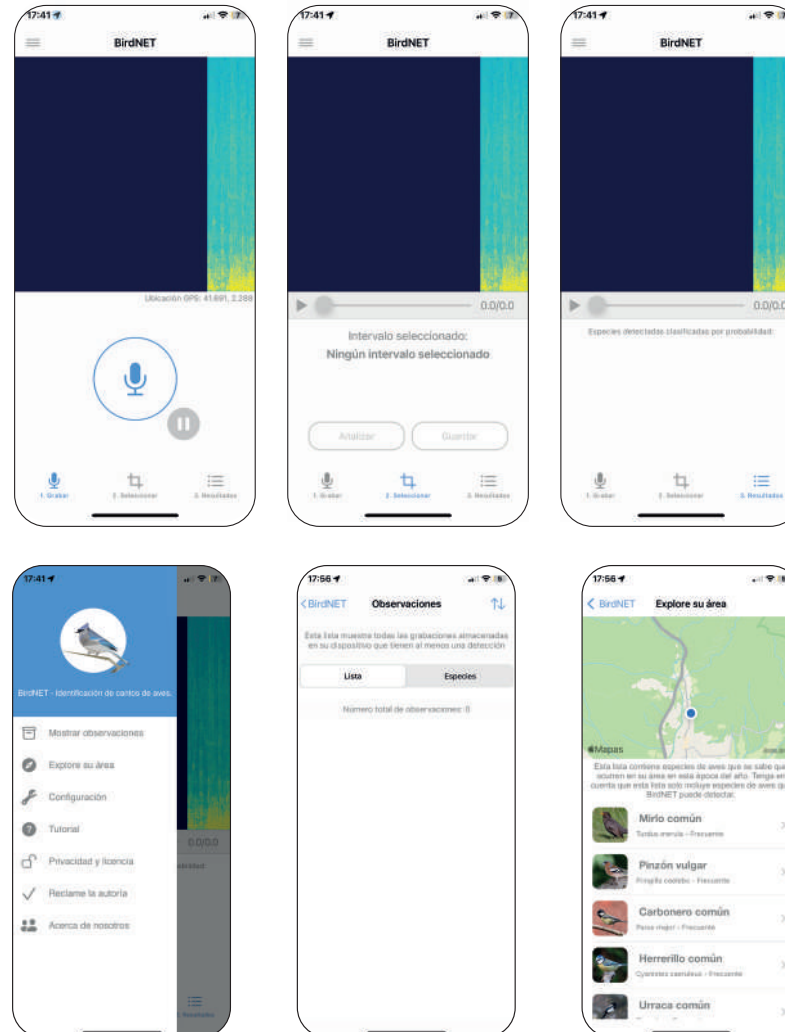 17:41
BirdNET
Ubicación GPS: 41.691, 2.288
1. Grabar
2. Seleccionar
3. Resultados
17:41
BirdNET
0.0/0.0
Intervalo seleccionado:
Ningún intervalo seleccionado
Analizar
Guardar
1. Grabar
2. Seleccionar
3. Resultados
17:41
BirdNET
0.0/0.0
Especies detectadas clasificadas por probabilidad:
1. Grabar
2. Seleccionar
3. Resultados
17:41
BirdNET - Identificación de cantos de aves.
Mostrar observaciones
Explore su área
Configuración
Tutorial
Privacidad y licencia
Reclame la autoría
Acerca de nosotros
0.0/0.0
Resultados
17:56
BirdNET
Observaciones
Esta lista muestra todas las grabaciones almacenadas
en su dispositivo que tienen al menos una detección
Lista
Especies
Número total de observaciones: 0
17:56
BirdNET
Explore su área
Mapas
Esta lista contiene especies de aves que se sabe que
ocurren en su área en esta época del año. Tenga en
cuenta que esta lista solo incluye especies de aves que
BirdNET puede detectar.
Mirlo común
Turdus merula - Frecuente
Pinzón vulgar
Fringilla coelebs - Frecuente
Carbonero común
Parus major - Frecuente
Herrerillo común
Cyanistes caeruleus - Frecuente
Urraca común